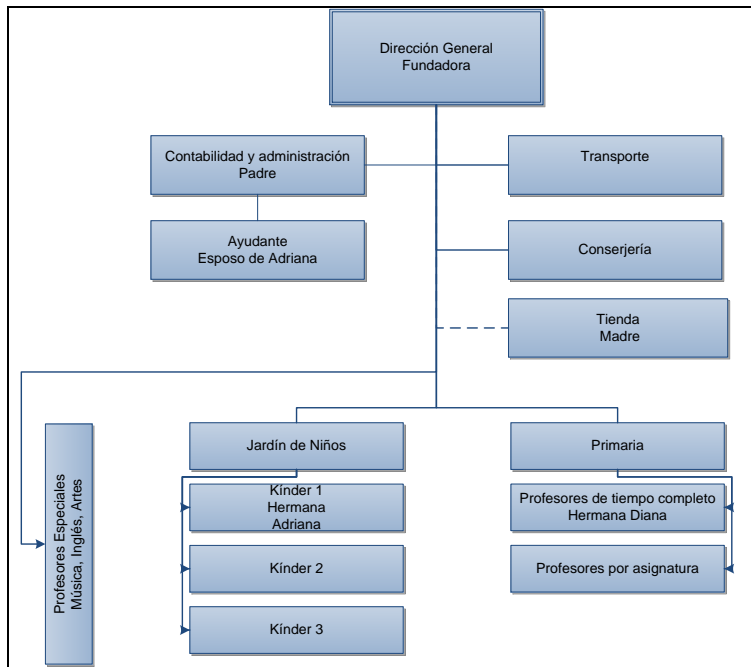 Dirección General
Fundadora
Contabilidad y administración
Padre
Transporte
Ayudante
Esposo de Adriana
Conserjería
Tienda
Madre
Profesores Especiales
Música, Inglés, Artes
Jardín de Niños
Primaria
Kínder 1
Hermana
Adriana
Profesores de tiempo completo
Hermana Diana
Kínder 2
Profesores por asignatura
Kínder 3